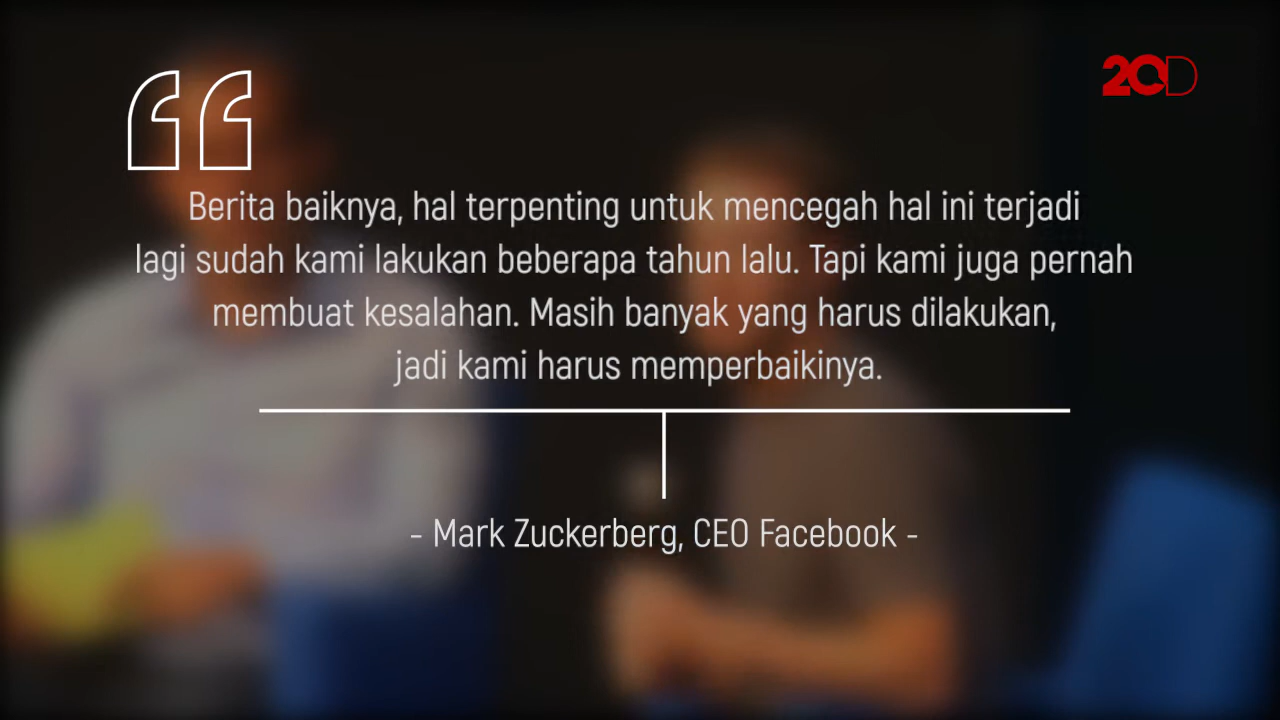 20D
Berita baiknya, hal terpenting untuk mencegah hal ini terjadi
lagi sudah kami lakukan beberapa tahun lalu. Tapi kami juga pernah
membuat kesalahan. Masih banyak yang harus dilakukan,
jadi kami harus memperbaikinya.
- Mark Zuckerberg, CEO Facebook -